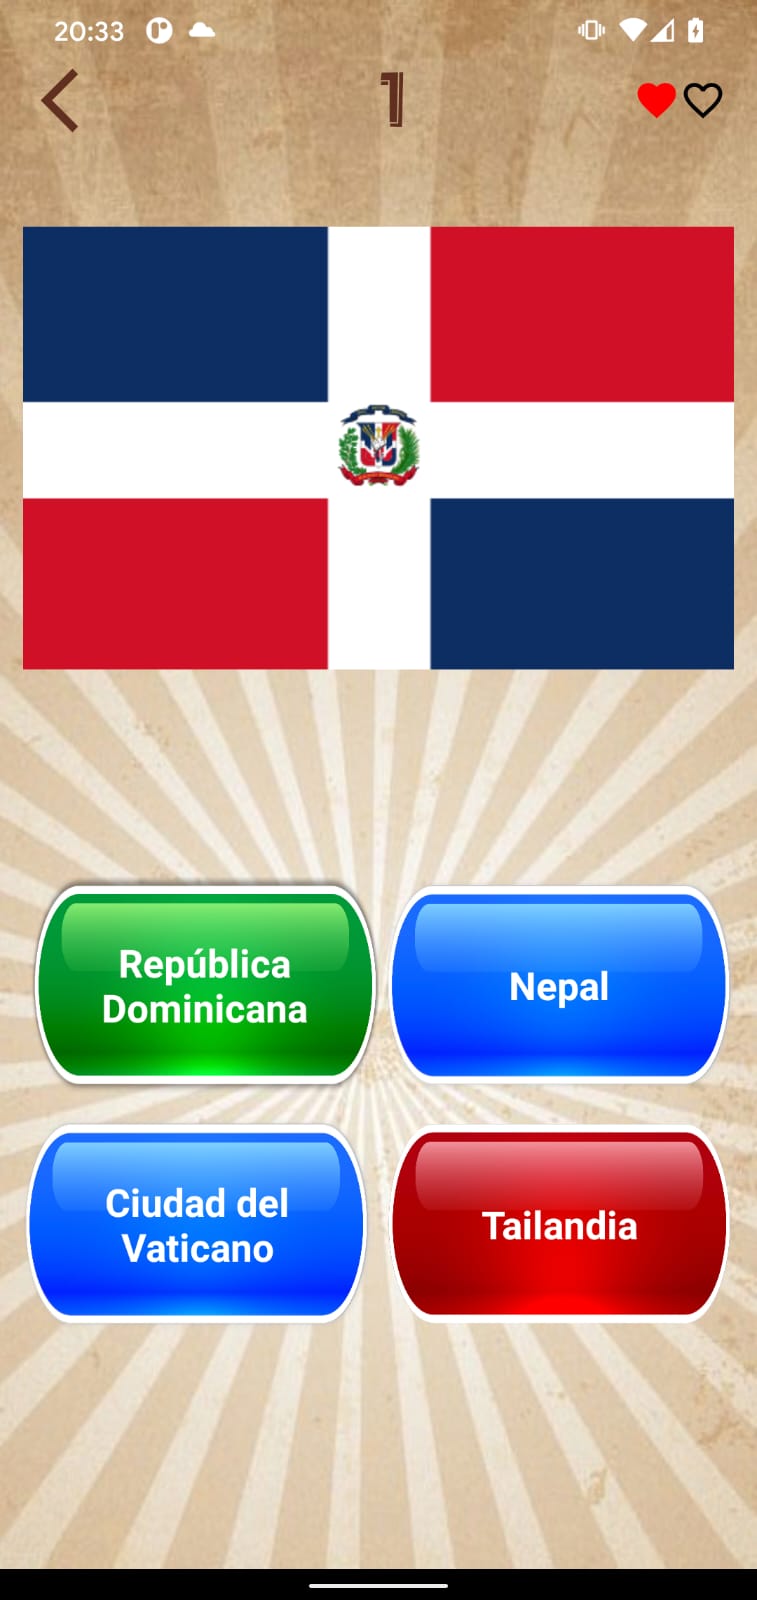 20:33
1
República
Dominicana
Nepal
Ciudad del
Vaticano
Tailandia